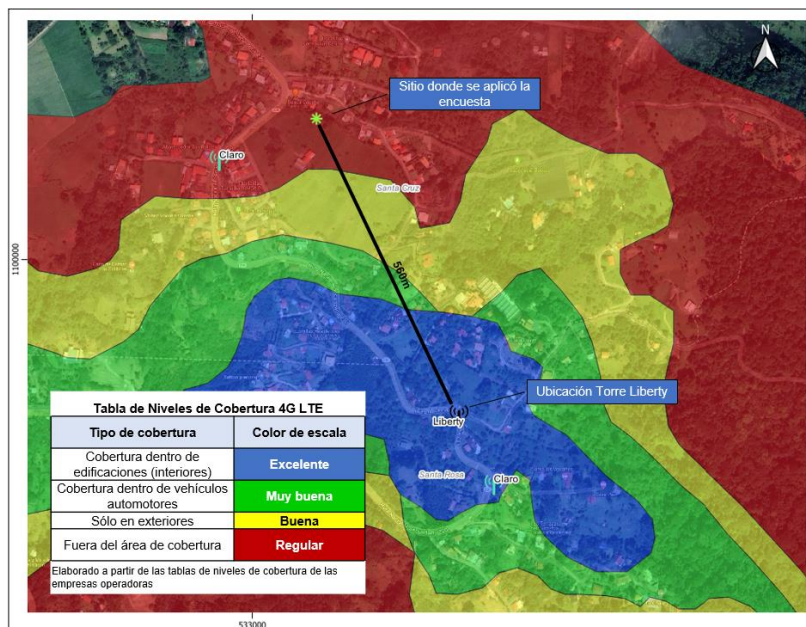 N
Sitio donde se aplicó la
encuesta
Claro
Santa Cruz
1100000
560m
Ubicación Torre Liberty
Liberty
Santa Rosa
Claro
Tabla de Niveles de Cobertura 4G LTE
Tipo de cobertura Color de escala
Cobertura dentro de
edificaciones (interiores) Excelente
Cobertura dentro de vehículos
automotores Muy buena
Sólo en exteriores Buena
Fuera del área de cobertura Regular
Elaborado a partir de las tablas de niveles de cobertura de las
empresas operadoras
533000